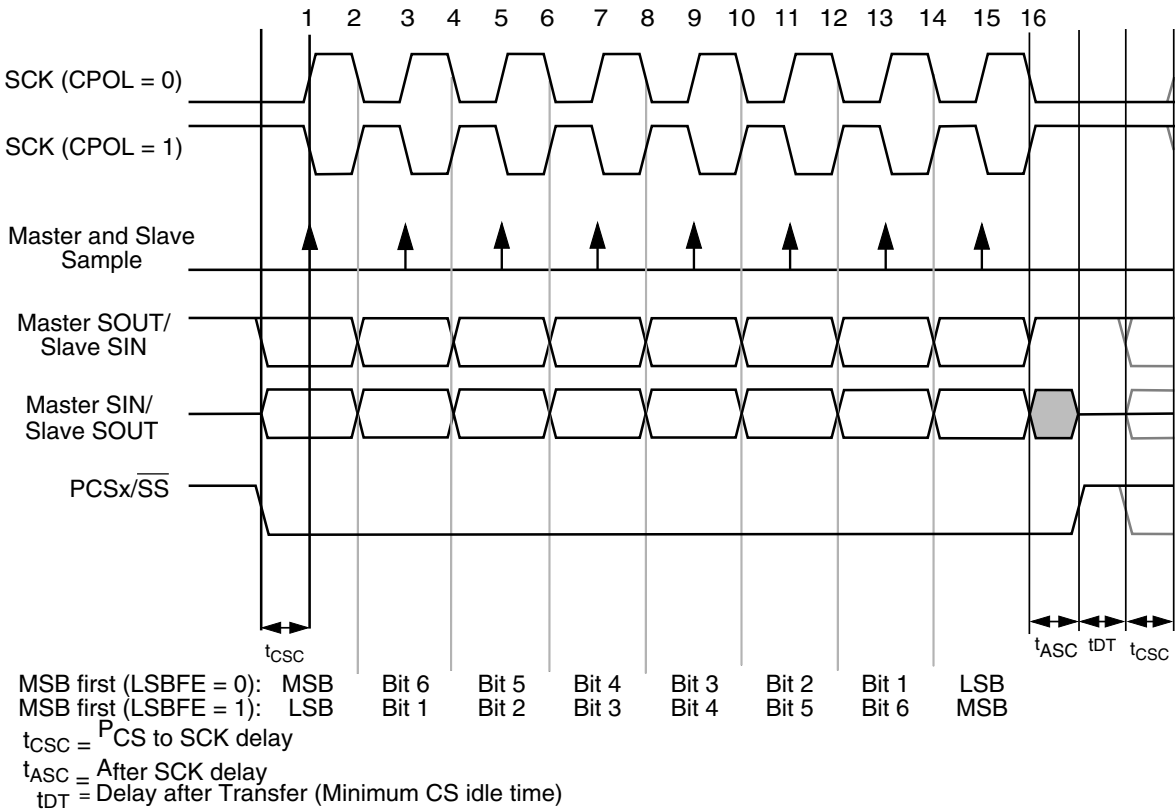 1 2 3 4 5 6 7 8 9 10 11 12 13 14 15 16
SCK (CPOL = 0)
SCK (CPOL = 1)
Master and Slave
Sample
Master SOUT/
Slave SIN
Master SIN/
Slave SOUT
PCSx/SS
tCSC tASC tDT tCSC
MSB first (LSBFE = 0): MSB Bit 6 Bit 5 Bit 4 Bit 3 Bit 2 Bit 1 LSB
MSB first (LSBFE = 1): LSB Bit 1 Bit 2 Bit 3 Bit 4 Bit 5 Bit 6 MSB
tCSC = PCS to SCK delay
tASC = After SCK delay
tDT = Delay after Transfer (Minimum CS idle time)